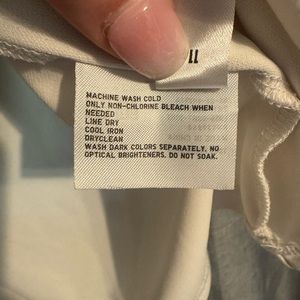 MACHINE WASH COLD
ONLY NON-CHLORINE BLEACH WHEN
NEEDED
LINE DRY
COOL IRON
DRYCLEAN
WASH DARK COLORS SEPARATELY, NO
OPTICAL BRIGHTENERS. DO NOT SOAK.